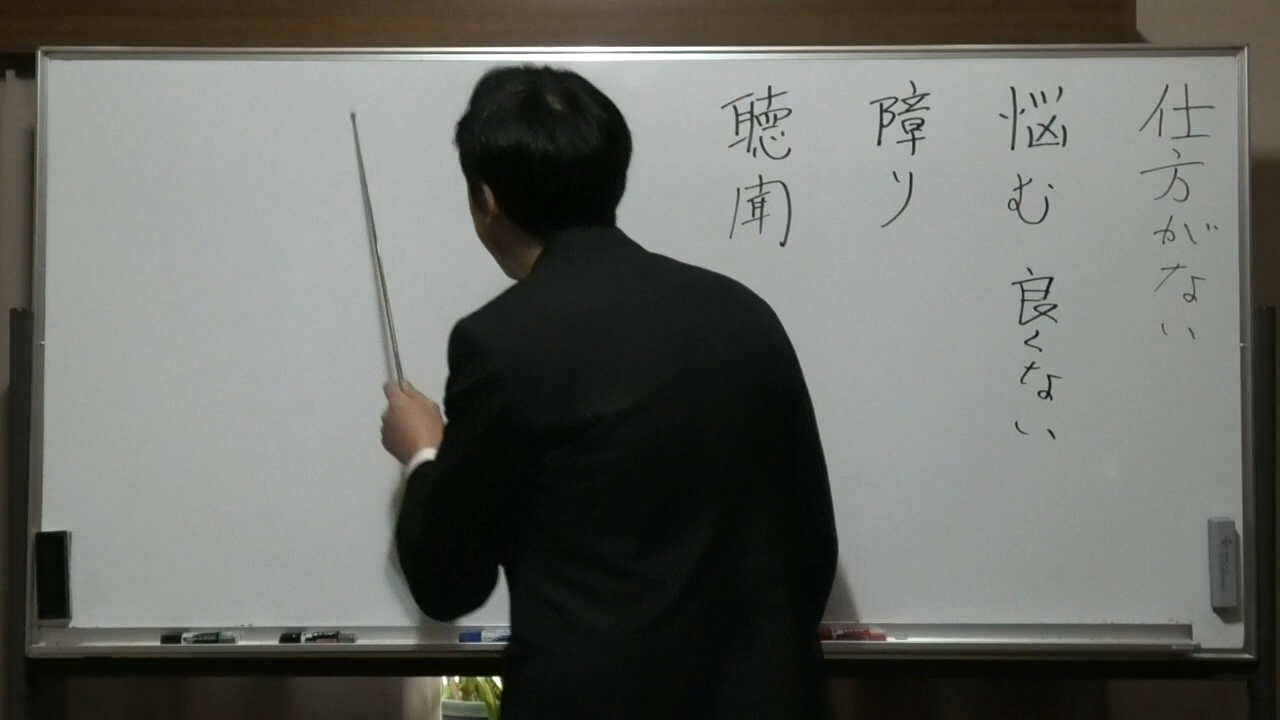 仕方がない
悩む 良くない
障り
聴聞